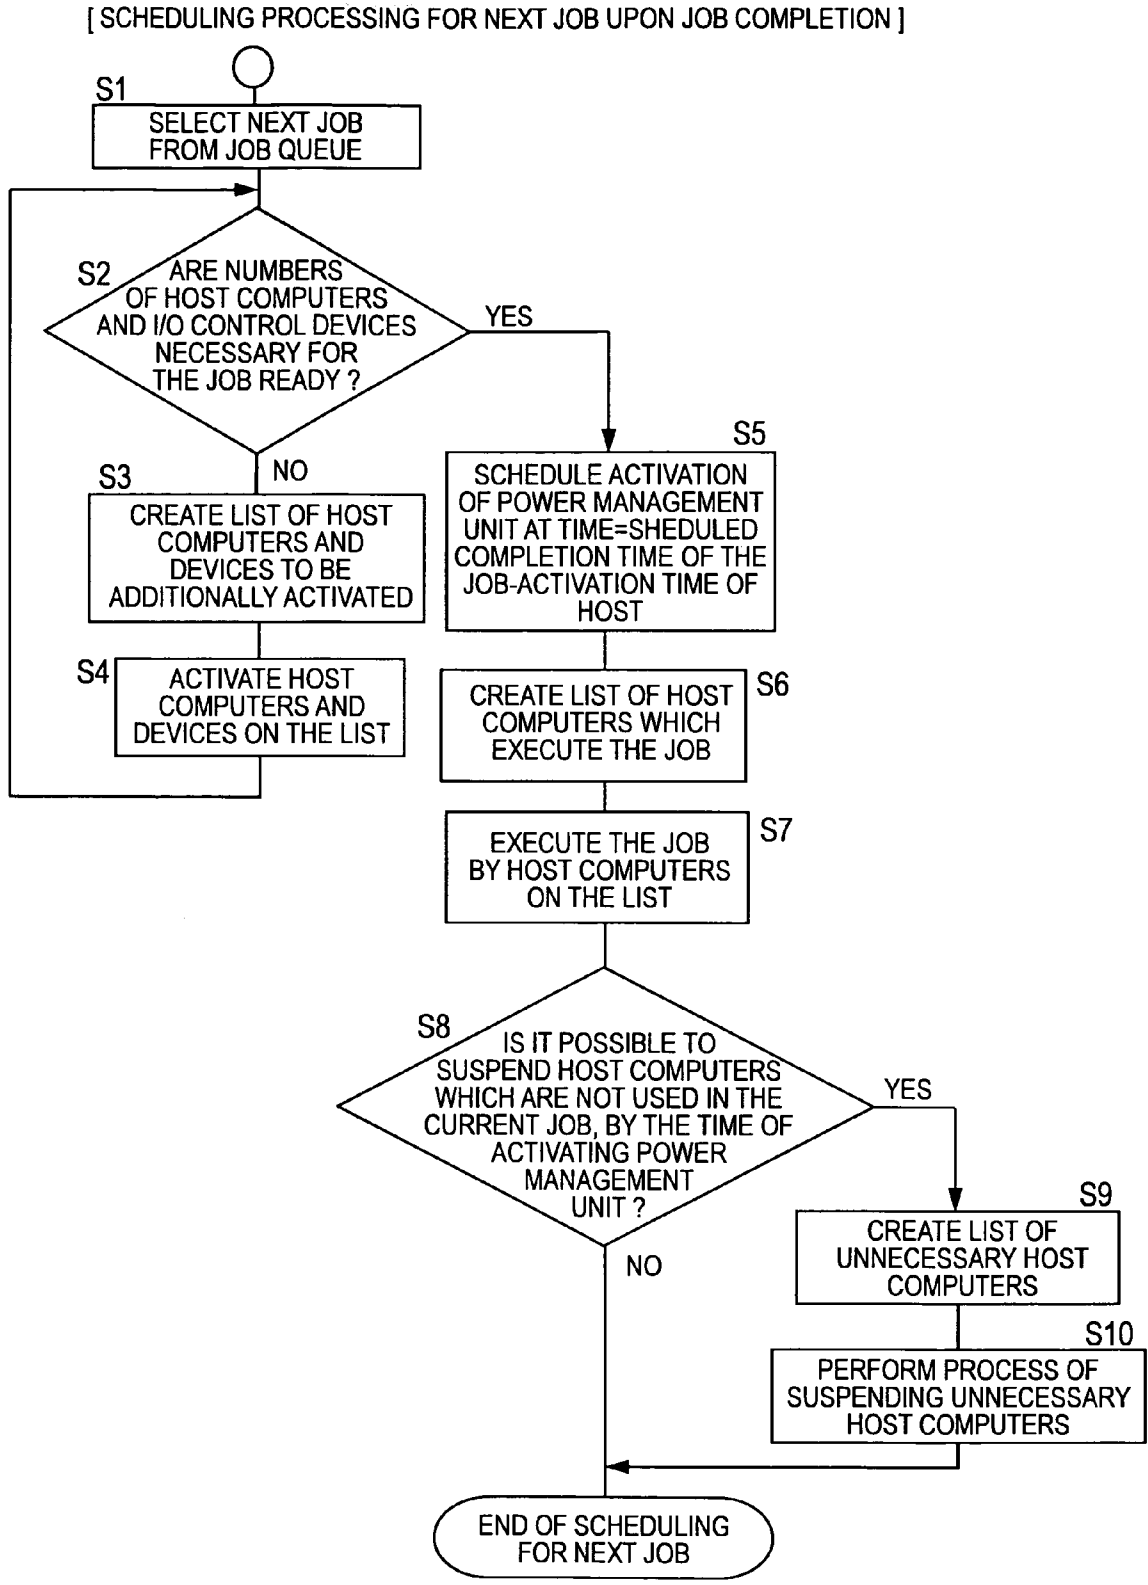 [ SCHEDULING PROCESSING FOR NEXT JOB UPON JOB COMPLETION ]
S1
SELECT NEXT JOB
FROM JOB QUEUE
S2
ARE NUMBERS
OF HOST COMPUTERS
AND I/O CONTROL DEVICES
NECESSARY FOR
THE JOB READY ?
YES
NO
S3
CREATE LIST OF HOST
COMPUTERS AND
DEVICES TO BE
ADDITIONALLY ACTIVATED
S4
ACTIVATE HOST
COMPUTERS AND
DEVICES ON THE LIST
S5
SCHEDULE ACTIVATION
OF POWER MANAGEMENT
UNIT AT TIME=SHEDULED
COMPLETION TIME OF THE
JOB-ACTIVATION TIME OF
HOST
S6
CREATE LIST OF HOST
COMPUTERS WHICH
EXECUTE THE JOB
S7
EXECUTE THE JOB
BY HOST COMPUTERS
ON THE LIST
S8
IS IT POSSIBLE TO
SUSPEND HOST COMPUTERS
WHICH ARE NOT USED IN THE
CURRENT JOB, BY THE TIME OF
ACTIVATING POWER
MANAGEMENT
UNIT ?
YES
NO
S9
CREATE LIST OF
UNNECESSARY HOST
COMPUTERS
S10
PERFORM PROCESS OF
SUSPENDING UNNECESSARY
HOST COMPUTERS
END OF SCHEDULING
FOR NEXT JOB